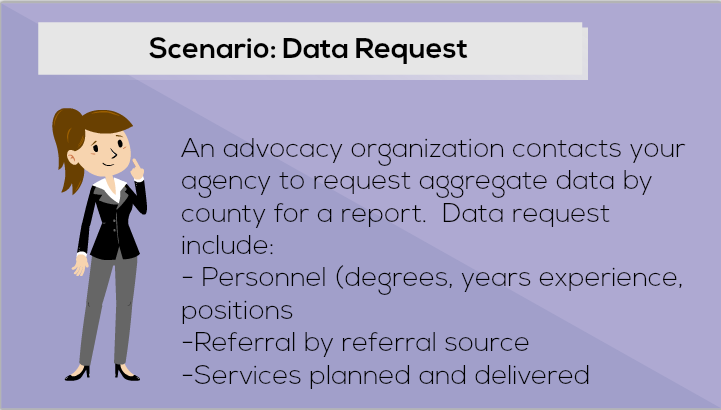 Scenario: Data Request
An advocacy organization contacts your
agency to request aggregate data by
county for a report.  Data request
include:
- Personnel (degrees, years experience,
positions
-Referral by referral source
-Services planned and delivered